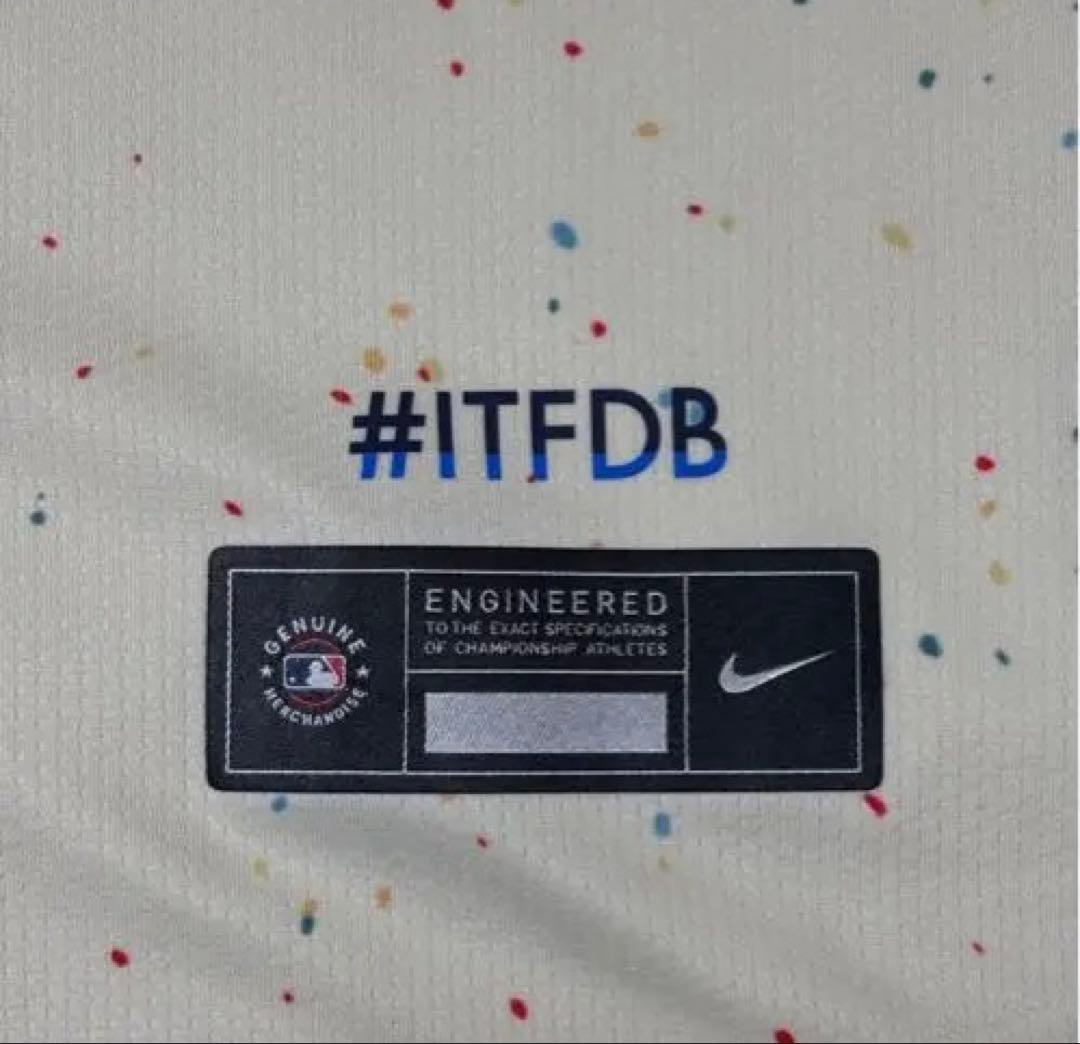 #ITFDB
GENUINE
MERCHANDISE
ENGINEERED
TO THE EXACT SPECIFICATIONS
OF CHAMPIONSHIP ATHLETES